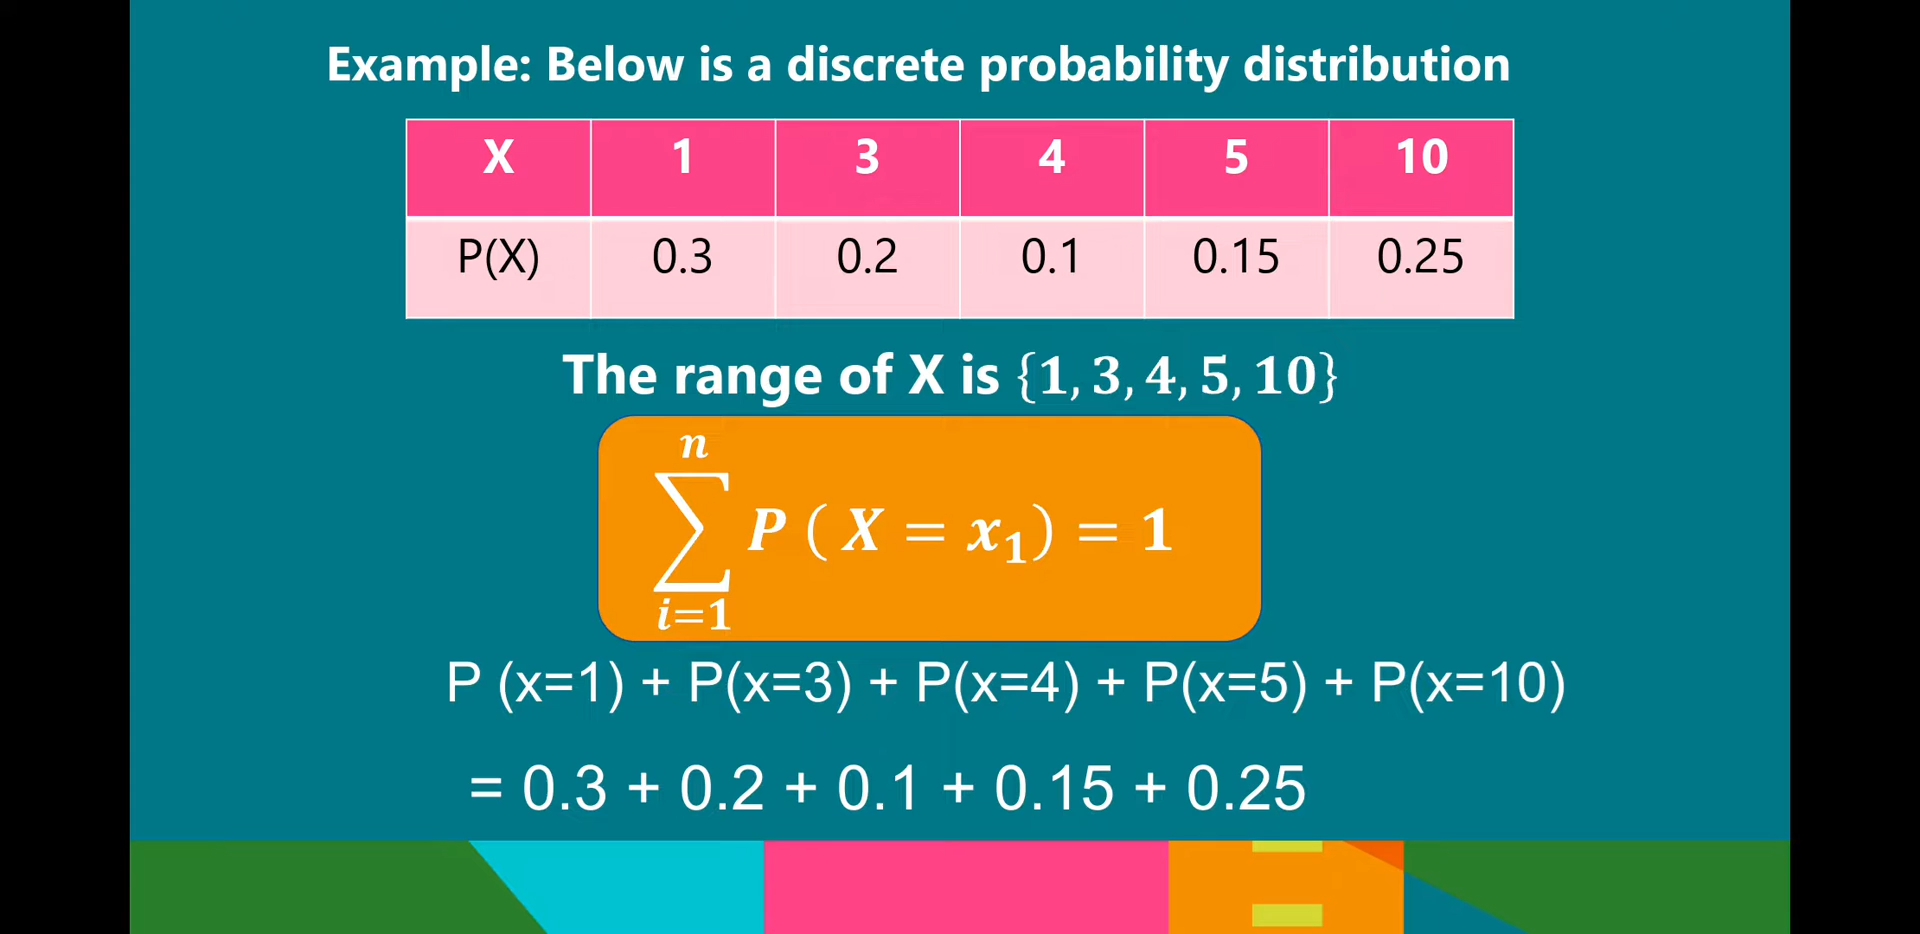 Example: Below is a discrete probability distribution
X 1 3 4 5 10
P(X) 0.3 0.2 0.1 0.15 0.25
The range of X is {1, 3, 4, 5, 10}
n
∑ P ( X = x₁) = 1
i=1
P (x=1) + P(x=3) + P(x=4) + P(x=5) + P(x=10)
= 0.3 + 0.2 + 0.1 + 0.15 + 0.25